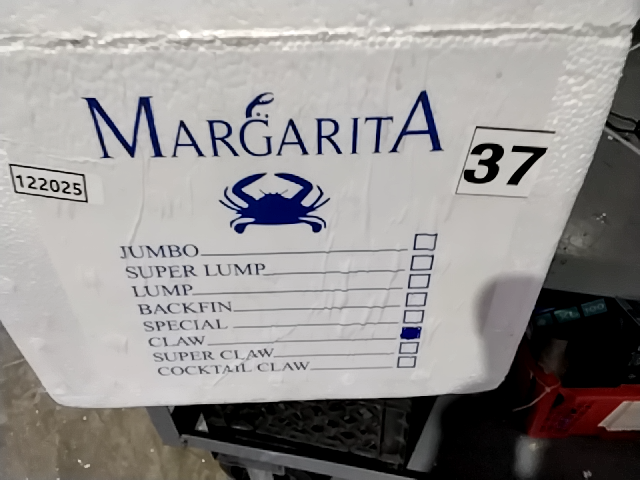 MARGARITA
37
122025
JUMBO
SUPER LUMP
LUMP
BACKFIN
SPECIAL
CLAW
SUPER CLAW
COCKTAIL CLAW